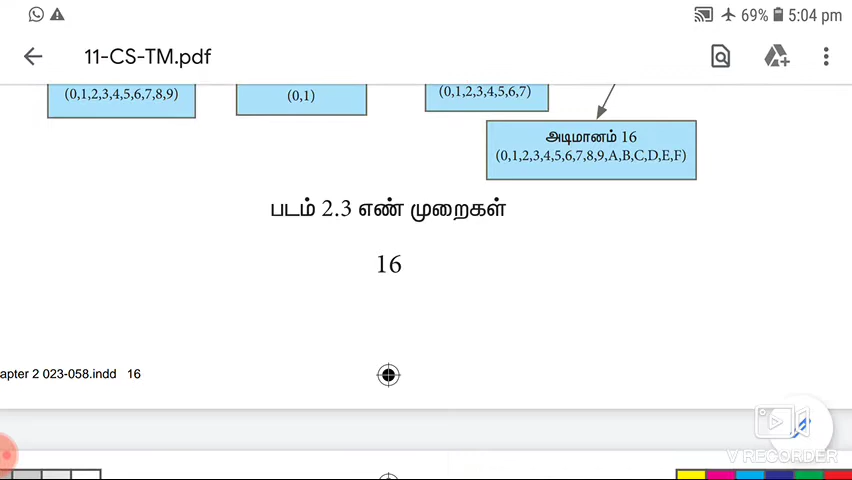 69% 5:04 pm
11-CS-TM.pdf
(0,1,2,3,4,5,6,7,8,9)
(0,1)
(0,1,2,3,4,5,6,7)
அடிமானம் 16
(0,1,2,3,4,5,6,7,8,9,A,B,C,D,E,F)
படம் 2.3 எண் முறைகள்
16
apter 2 023-058.indd 16
V RECORDER